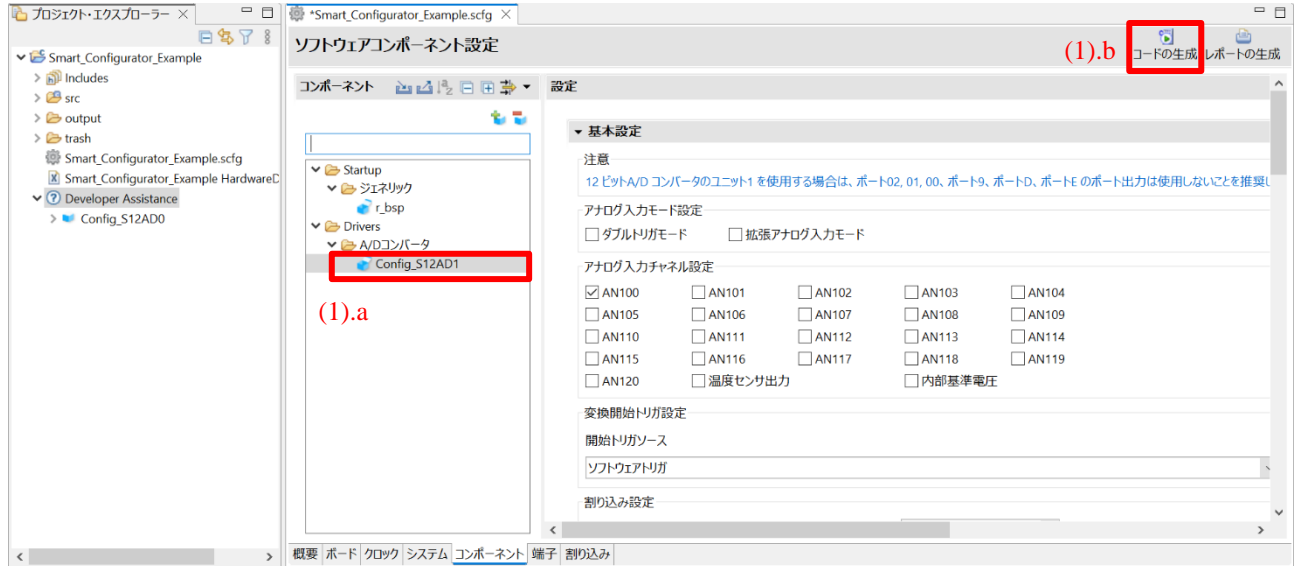 プロジェクト・エクスプローラー
Smart_Configurator_Example
Includes
src
output
trash
Smart_Configurator_Example.scfg
Smart_Configurator_Example HardwareD
Developer Assistance
Config_S12AD0
*Smart_Configurator_Example.scfg
ソフトウェアコンポーネント設定
(1).b
コードの生成 レポートの生成
コンポーネント
Startup
ジェネリック
r_bsp
Drivers
A/Dコンバータ
Config_S12AD1
(1).a
設定
基本設定
注意
12 ビットA/D コンバータのユニット1 を使用する場合は、ポート02, 01, 00、ポート9、ポートD、ポートE のポート出力は使用しないことを推奨し
アナログ入力モード設定
ダブルトリガモード 拡張アナログ入力モード
アナログ入力チャネル設定
AN100 AN101 AN102 AN103 AN104
AN105 AN106 AN107 AN108 AN109
AN110 AN111 AN112 AN113 AN114
AN115 AN116 AN117 AN118 AN119
AN120 温度センサ出力 内部基準電圧
変換開始トリガ設定
開始トリガソース
ソフトウェアトリガ
割り込み設定
概要 ボード クロック システム コンポーネント 端子 割り込み